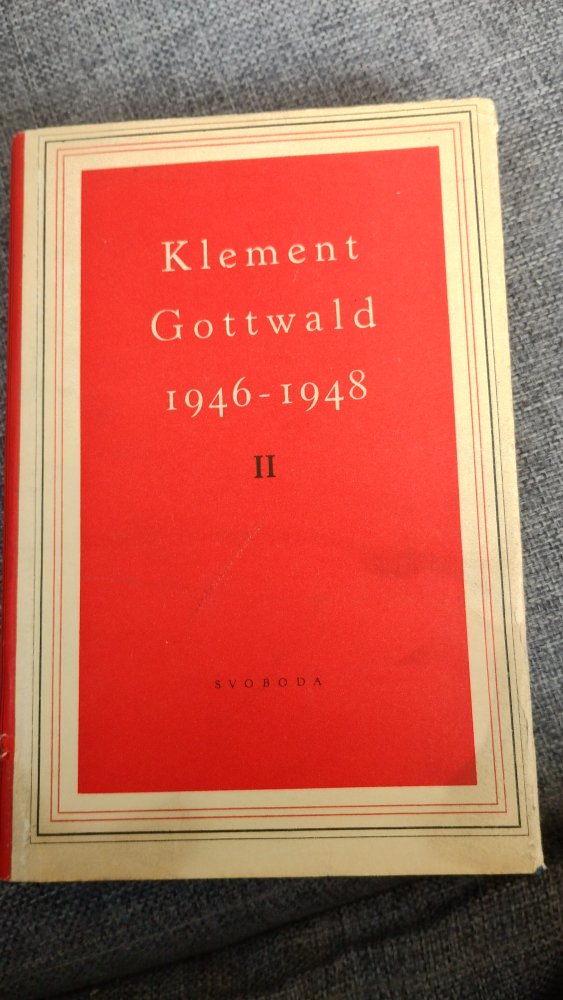 Klement
Gottwald
1946-1948
II
SVOBODA